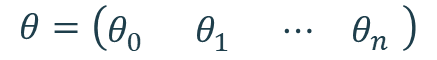 θ = (θ₀ θ₁ ⋯ θₙ)